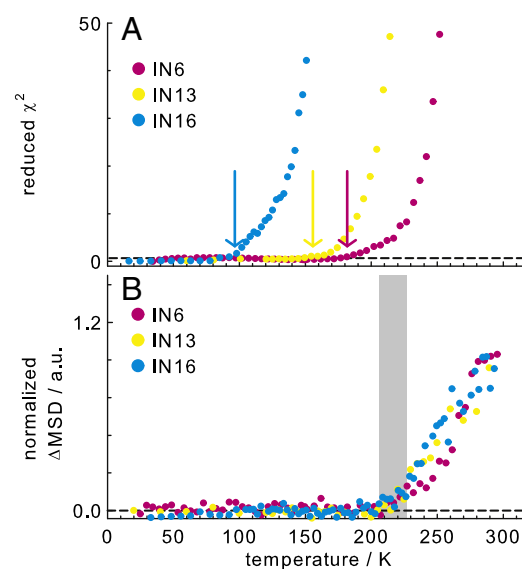 A
50
IN6
IN13
IN16
reduced χ²
0
B
IN6
IN13
IN16
1.2
normalized
ΔMSD / a.u.
0.0
0 50 100 150 200 250 300
temperature / K